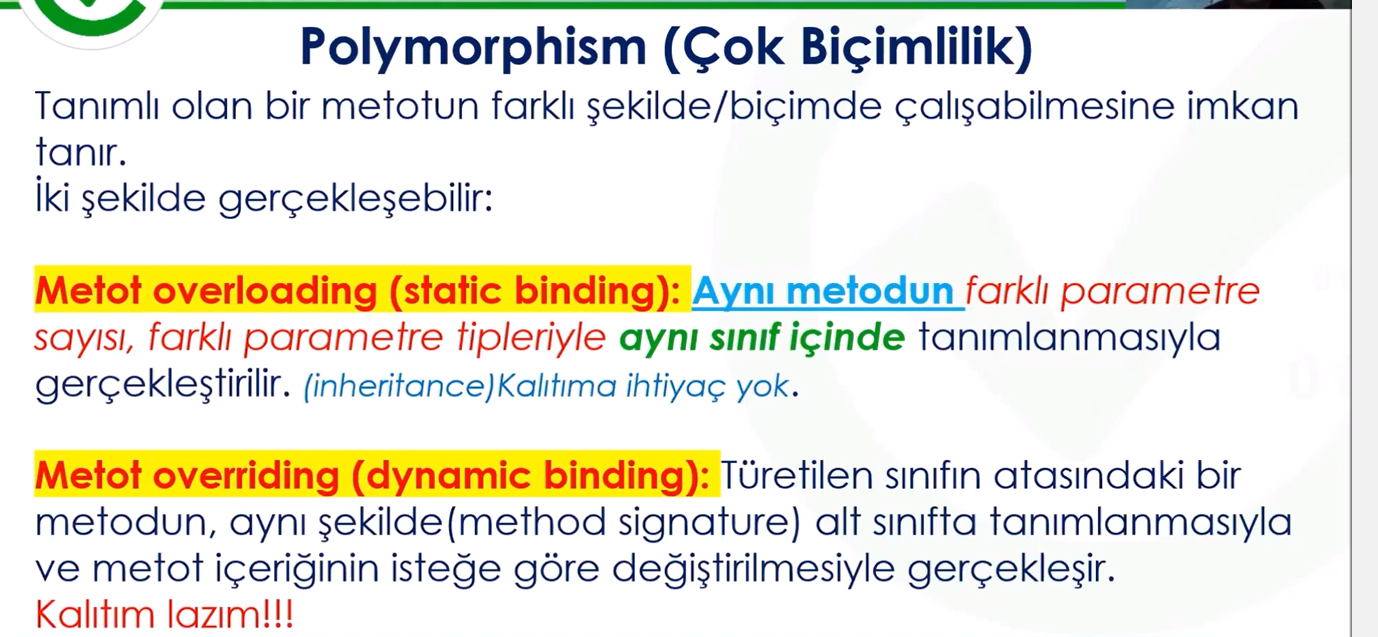 Polymorphism (Çok Biçimlilik)
Tanımlı olan bir metotun farklı şekilde/biçimde çalışabilmesine imkan
tanır.
İki şekilde gerçekleşebilir:
Metot overloading (static binding): Aynı metodun farklı parametre
sayısı, farklı parametre tipleriyle aynı sınıf içinde tanımlanmasıyla
gerçekleştirilir. (inheritance)Kalıtıma ihtiyaç yok.
Metot overriding (dynamic binding): Türetilen sınıfın atasındaki bir
metodun, aynı şekilde(method signature) alt sınıfta tanımlanmasıyla
ve metot içeriğinin isteğe göre değiştirilmesiyle gerçekleşir.
Kalıtım lazım!!!